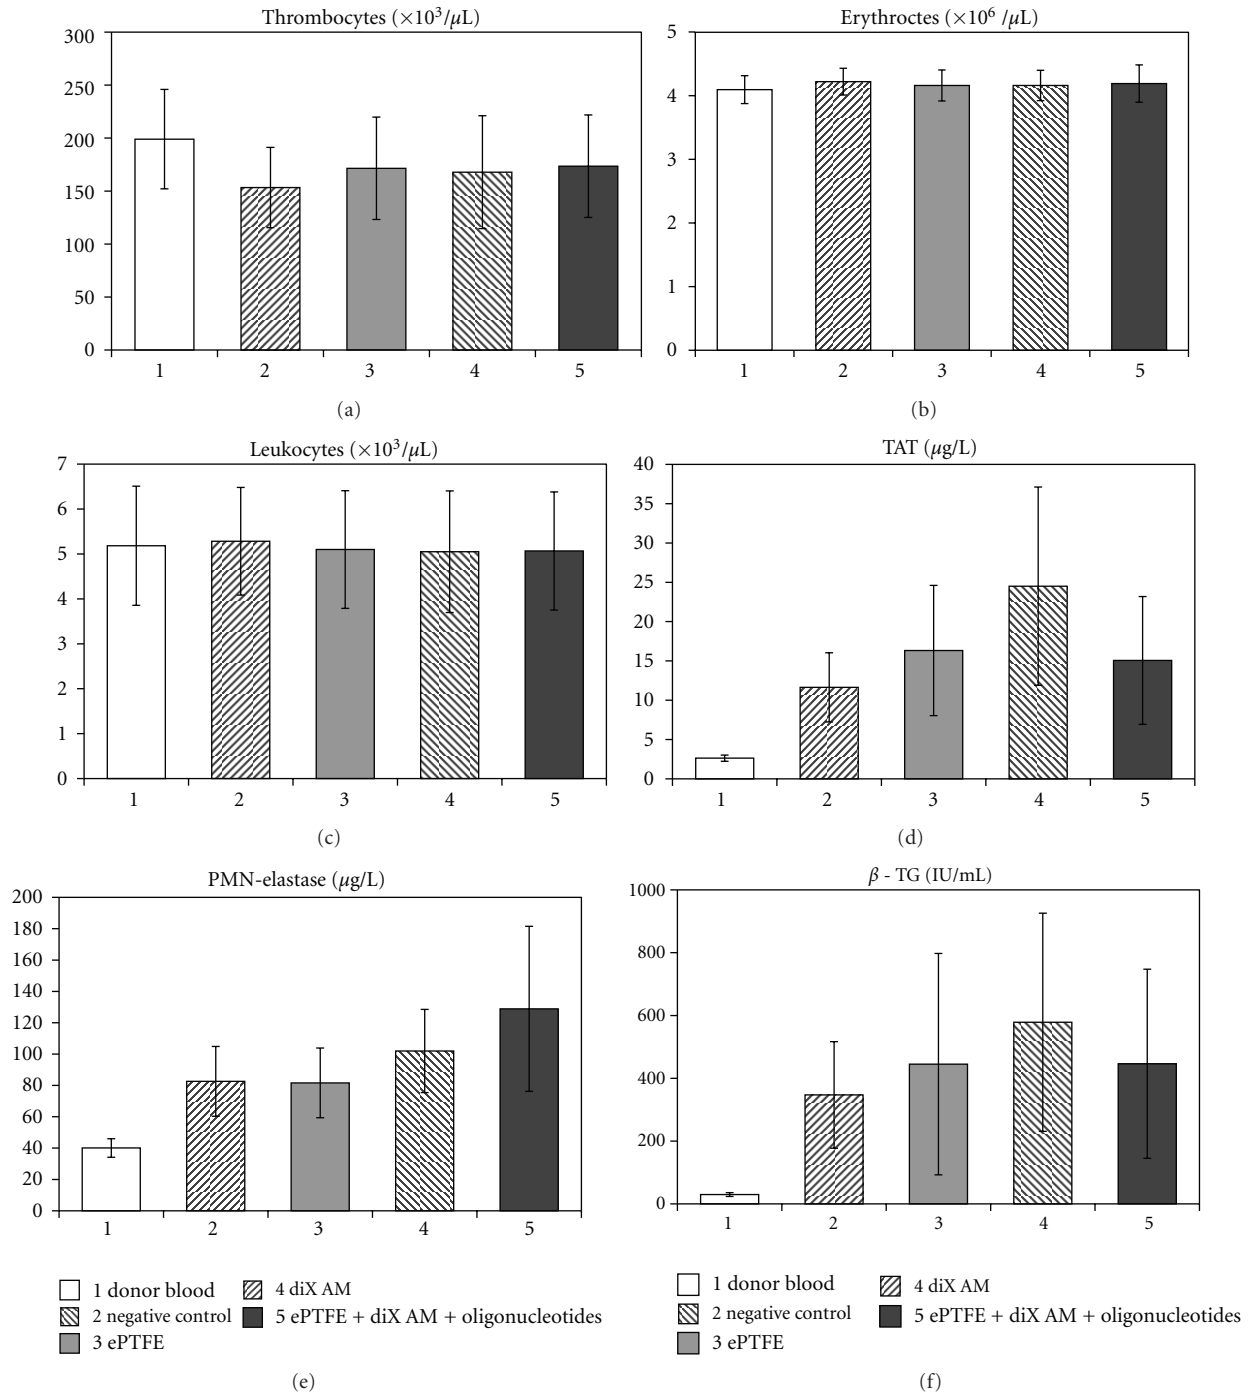 Thrombocytes (×10³/µL)
300
250
200
150
100
50
0
1 2 3 4 5
(a)
Erythroctes (×10⁶ /µL)
5
4
3
2
1
0
1 2 3 4 5
(b)
Leukocytes (×10³/µL)
7
6
5
4
3
2
1
0
1 2 3 4 5
(c)
TAT (µg/L)
40
35
30
25
20
15
10
5
0
1 2 3 4 5
(d)
PMN-elastase (µg/L)
200
180
160
140
120
100
80
60
40
20
0
1 2 3 4 5
1 donor blood
2 negative control
3 ePTFE
4 diX AM
5 ePTFE + diX AM + oligonucleotides
(e)
β - TG (IU/mL)
1000
800
600
400
200
0
1 2 3 4 5
1 donor blood
2 negative control
3 ePTFE
4 diX AM
5 ePTFE + diX AM + oligonucleotides
(f)